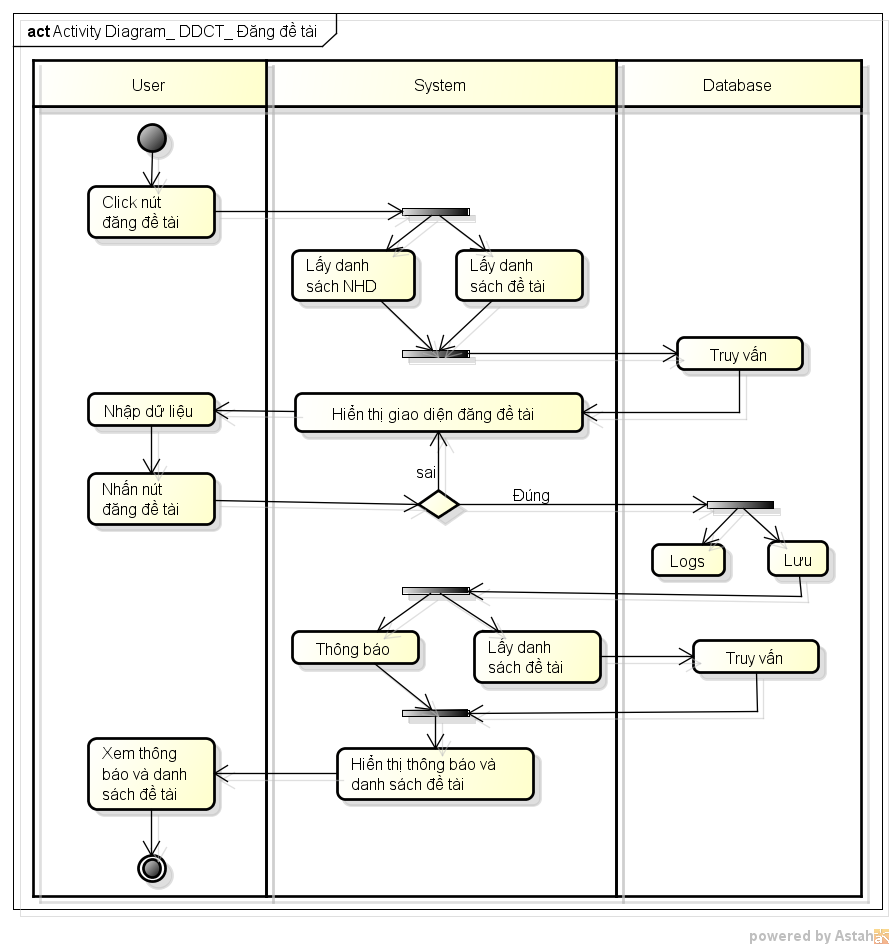 act Activity Diagram_ DDCT_ Đăng đề tài
User
System
Database
Click nút
đăng đề tài
Lấy danh
sách NHD
Lấy danh
sách đề tài
Truy vấn
Nhập dữ liệu
Hiển thị giao diện đăng đề tài
sai
Nhấn nút
đăng đề tài
Đúng
Logs
Lưu
Thông báo
Lấy danh
sách đề tài
Truy vấn
Xem thông
báo và danh
sách đề tài
Hiển thị thông báo và
danh sách đề tài
powered by Astah